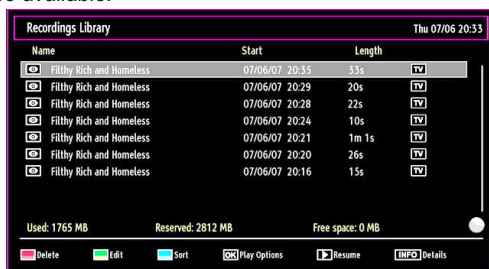 Recordings Library Thu 07/06 20:33
Name Start Length
Filthy Rich and Homeless 07/06/07 20:35 33s TV
Filthy Rich and Homeless 07/06/07 20:29 20s TV
Filthy Rich and Homeless 07/06/07 20:28 22s TV
Filthy Rich and Homeless 07/06/07 20:24 10s TV
Filthy Rich and Homeless 07/06/07 20:21 1m 1s TV
Filthy Rich and Homeless 07/06/07 20:20 26s TV
Filthy Rich and Homeless 07/06/07 20:16 15s TV
Used: 1765 MB Reserved: 2812 MB Free space: 0 MB
Delete Edit Sort OK Play Options Resume INFO Details